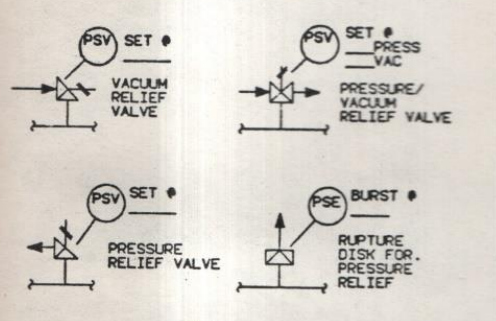 PSV SET @
VACUUM
RELIEF
VALVE
PSV SET @
PRESS
VAC
PRESSURE/
VACUUM
RELIEF VALVE
PSV SET @
PRESSURE
RELIEF VALVE
PSE BURST @
RUPTURE
DISK FOR.
PRESSURE
RELIEF